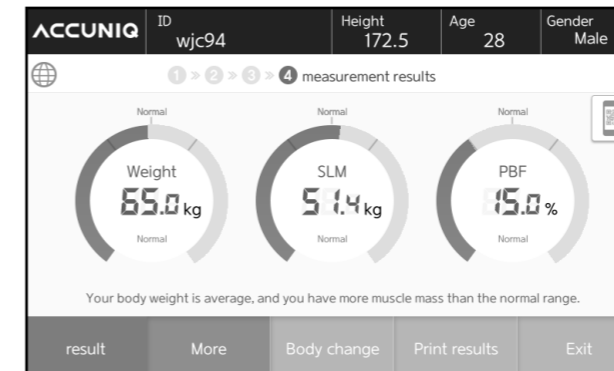 ACCUNIQ
ID
wjc94
Height
172.5
Age
28
Gender
Male
1 » 2 » 3 » 4 measurement results
Normal
Weight
65.0 kg
Normal
Normal
SLM
51.4 kg
Normal
Normal
PBF
15.0 %
Normal
Your body weight is average, and you have more muscle mass than the normal range.
result
More
Body change
Print results
Exit